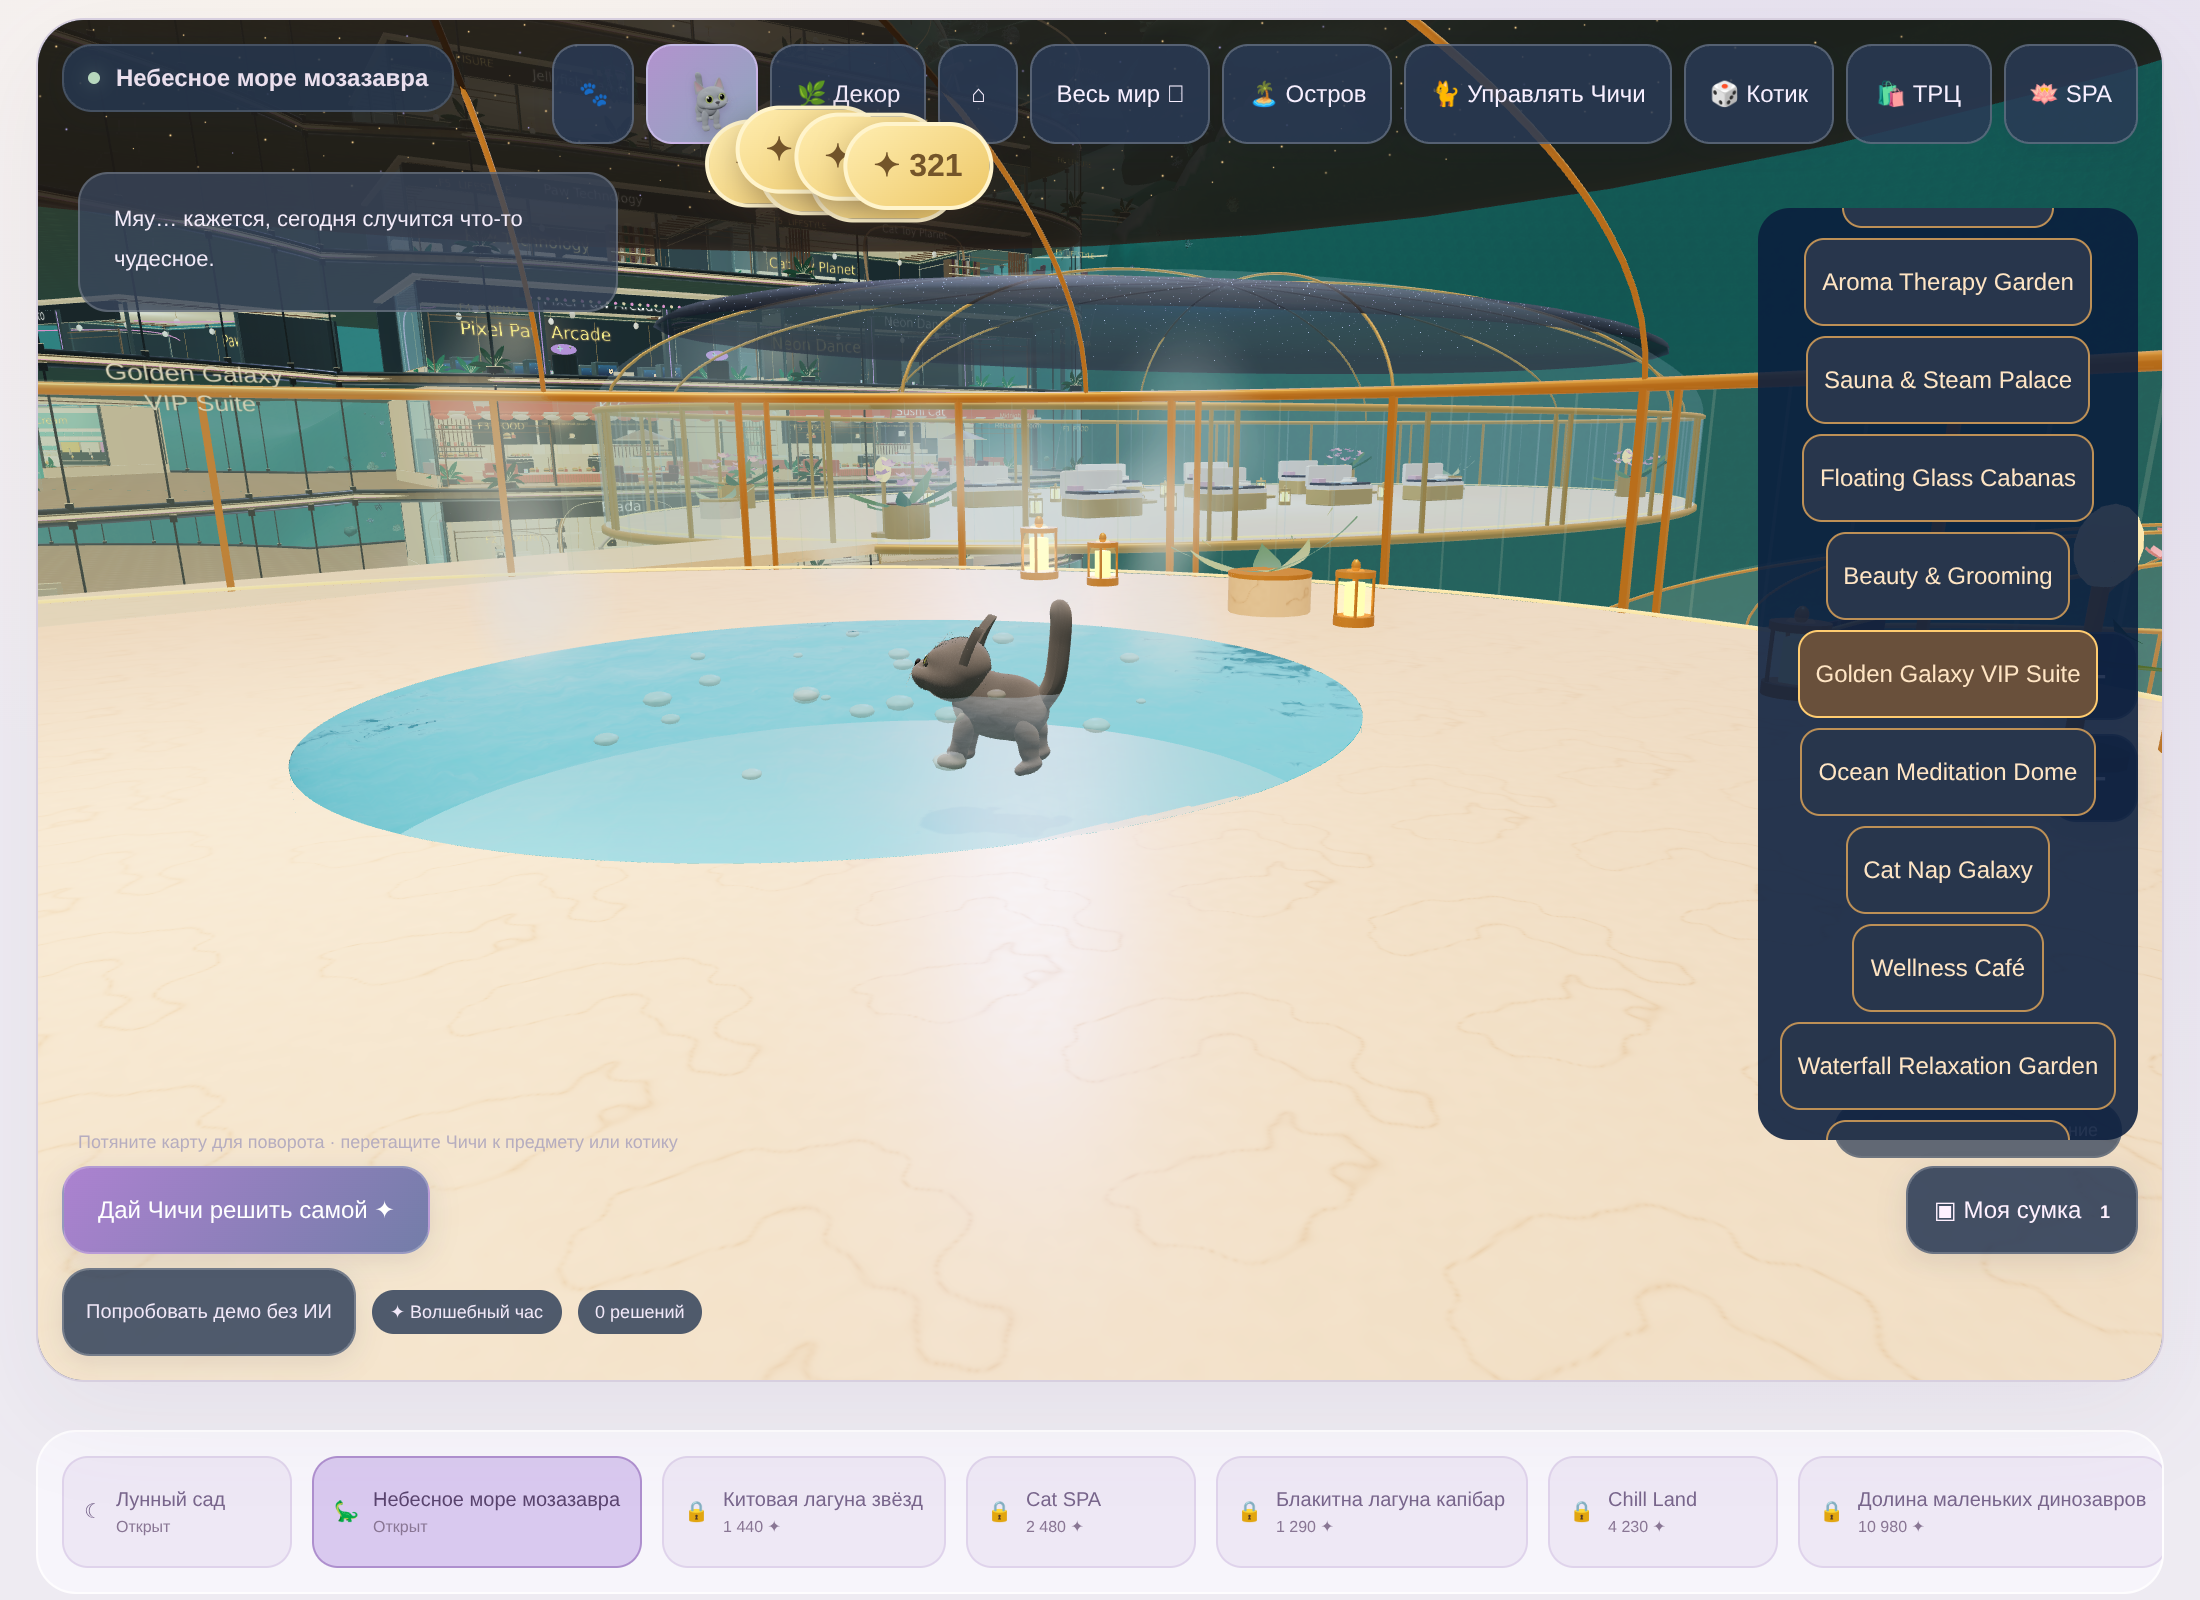 Небесное море мозазавра
🌿 Декор
Весь мир
🏝️ Остров
🐈 Управлять Чичи
🎲 Котик
🛍️ ТРЦ
🪷 SPA
✦ 321
Мяу… кажется, сегодня случится что-то
чудесное.
Pixel Pa Arcade
Neon Dance
Planet
Golden Galaxy
VIP Suite
Sushi Cat
Aroma Therapy Garden
Sauna & Steam Palace
Floating Glass Cabanas
Beauty & Grooming
Golden Galaxy VIP Suite
Ocean Meditation Dome
Cat Nap Galaxy
Wellness Café
Waterfall Relaxation Garden
Потяните карту для поворота · перетащите Чичи к предмету или котику
Дай Чичи решить самой ✦
▣ Моя сумка 1
Попробовать демо без ИИ
✦ Волшебный час
0 решений
Лунный сад
Открыт
Небесное море мозазавра
Открыт
Китовая лагуна звёзд
1 440 ✦
Cat SPA
2 480 ✦
Блакитна лагуна капібар
1 290 ✦
Chill Land
4 230 ✦
Долина маленьких динозавров
10 980 ✦